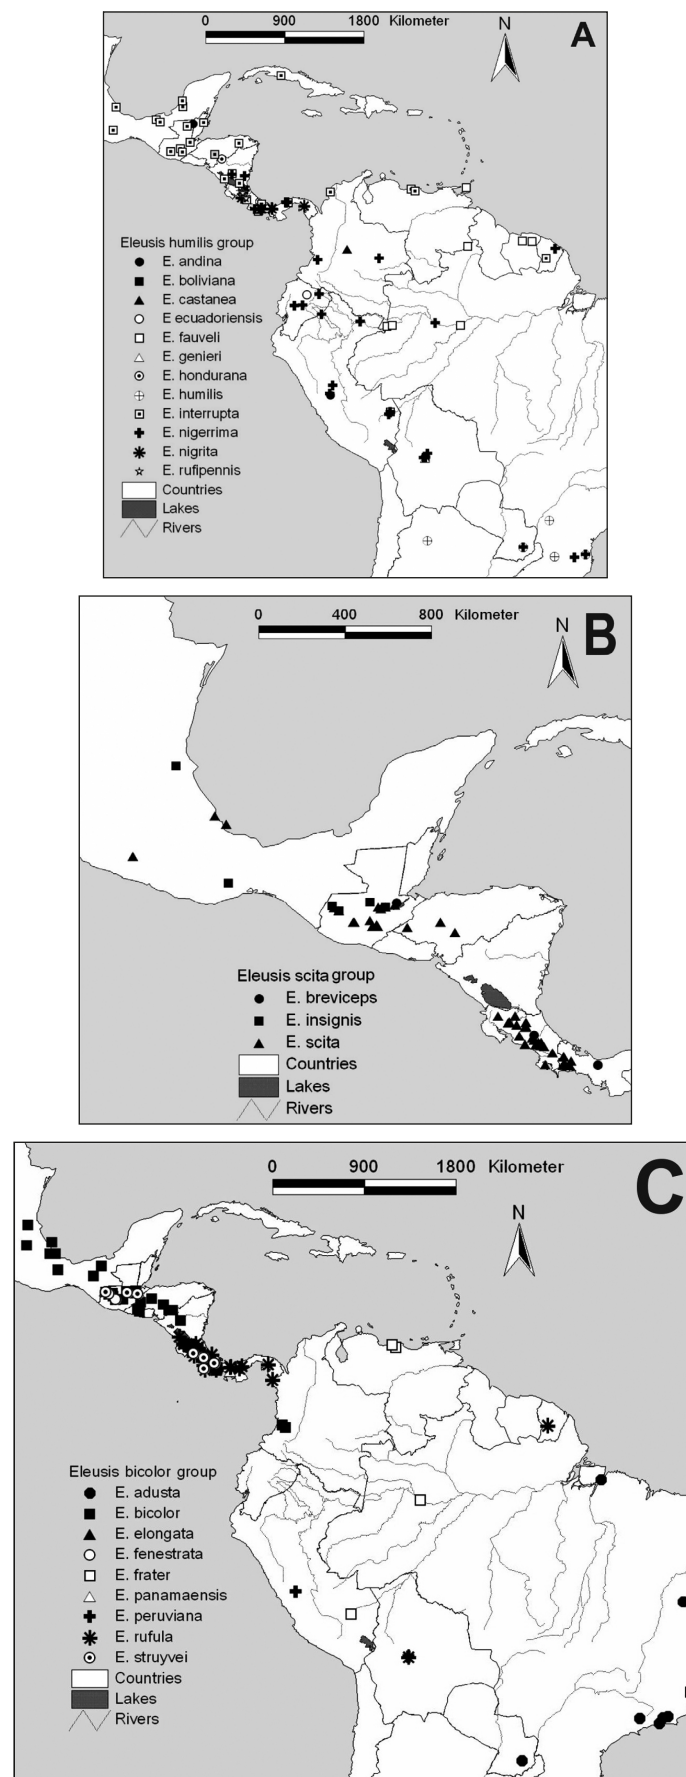 0 900 1800 Kilometer
A
N
Eleusis humilis group
E. andina
E. boliviana
E. castanea
E ecuadoriensis
E. fauveli
E. genieri
E. hondurana
E. humilis
E. interrupta
E. nigerrima
E. nigrita
E. rufipennis
Countries
Lakes
Rivers
0 400 800 Kilometer
N
B
Eleusis scita group
E. breviceps
E. insignis
E. scita
Countries
Lakes
Rivers
0 900 1800 Kilometer
C
N
Eleusis bicolor group
E. adusta
E. bicolor
E. elongata
E. fenestrata
E. frater
E. panamaensis
E. peruviana
E. rufula
E. struyvei
Countries
Lakes
Rivers